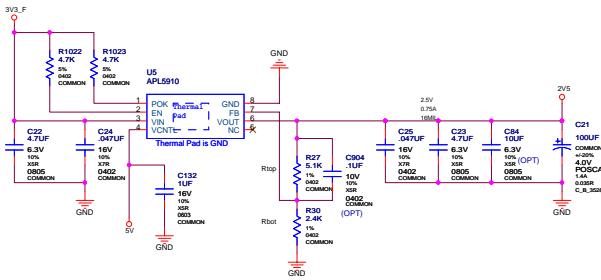 3V3_F
R1022
4.7K
5%
0402
COMMON
R1023
4.7K
5%
0402
COMMON
U5
APL5910
Thermal
Pad
1 POK
2 EN
3 VIN
4 VCNTL
GND 8
FB 7
VOUT 6
NC 5
Thermal Pad is GND
GND
2.5V
0.75A
16MIL
2V5
C22
4.7UF
6.3V
10%
X5R
0805
COMMON
C24
.047UF
16V
10%
X7R
0402
COMMON
GND
C132
1UF
16V
10%
X5R
0603
COMMON
5V
GND
Rtop
R27
5.1K
1%
0402
COMMON
C904
.1UF
10V
10%
X5R
0402
COMMON
(OPT)
Rbot
R30
2.4K
1%
0402
COMMON
GND
C25
.047UF
16V
10%
X7R
0402
COMMON
C23
4.7UF
6.3V
10%
X5R
0805
COMMON
GND
C84
10UF
6.3V
10%
X5R
0805
COMMON
(OPT)
C21
100UF
COMMON
+/-20%
4.0V
POSCA
1.4A
0.035R
C_B_3528
GND